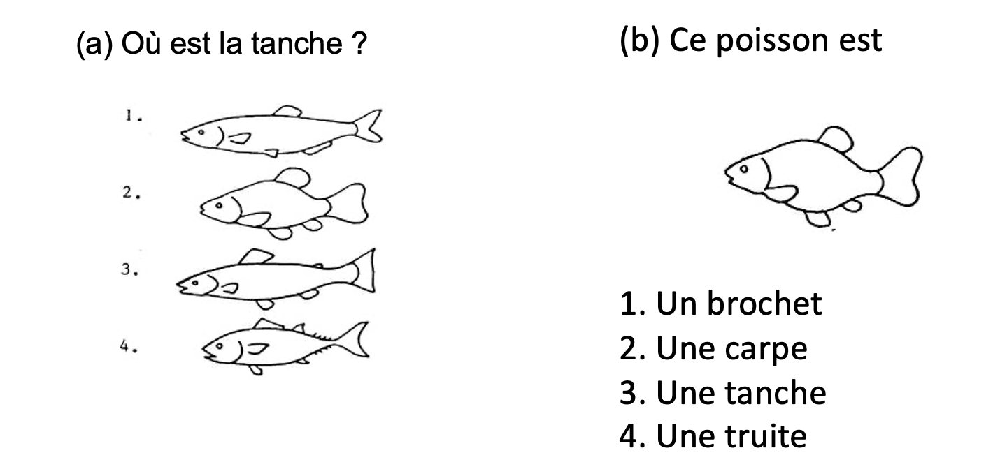 (a) Où est la tanche ?
1.
2.
3.
4.
(b) Ce poisson est
1. Un brochet
2. Une carpe
3. Une tanche
4. Une truite